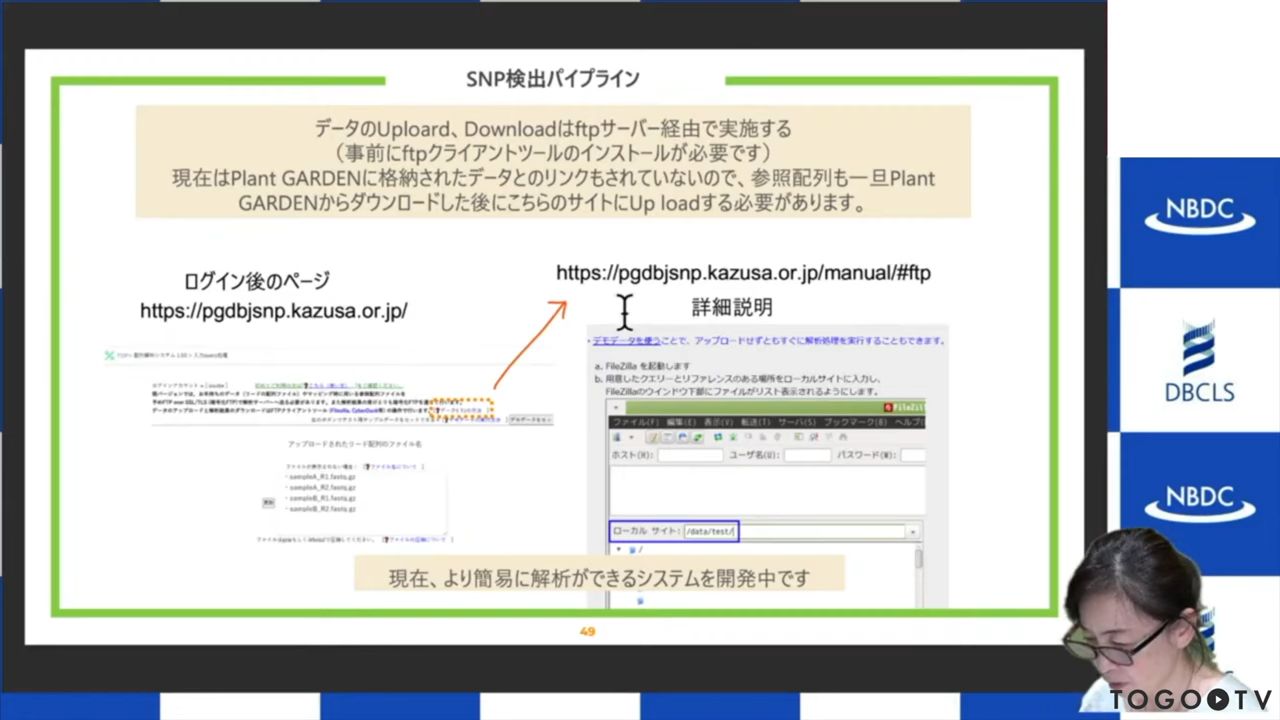 SNP検出パイプライン
データのUploard、Downloadはftpサーバー経由で実施する
（事前にftpクライアントツールのインストールが必要です）
現在はPlant GARDENに格納されたデータとのリンクもされていないので、参照配列も一旦Plant
GARDENからダウンロードした後にこちらのサイトにUp loadする必要があります。
ログイン後のページ
https://pgdbjsnp.kazusa.or.jp/
https://pgdbjsnp.kazusa.or.jp/manual/#ftp
詳細説明
・デモデータを使うことで、アップロードせずともすぐに解析処理を実行することもできます。
a. FileZilla を起動します
b. 用意したクエリーとリファレンスのある場所をローカルサイトに入力し、
FileZillaのウインドウ下部にファイルがリスト表示されるようにします。
ファイル(F) 編集(E) 表示(V) 転送(T) サーバ(S) ブックマーク(B) ヘルプ(
ホスト(H): ユーザ名(U): パスワード(W):
ローカル サイト: /data/test/
/
アップロードされたリード配列のファイル名
- sampleA_R1.fastq.gz
- sampleA_R2.fastq.gz
- sampleB_R1.fastq.gz
- sampleB_R2.fastq.gz
更新
現在、より簡易に解析ができるシステムを開発中です
49
NBDC
DBCLS
NBDC
TOGOTV